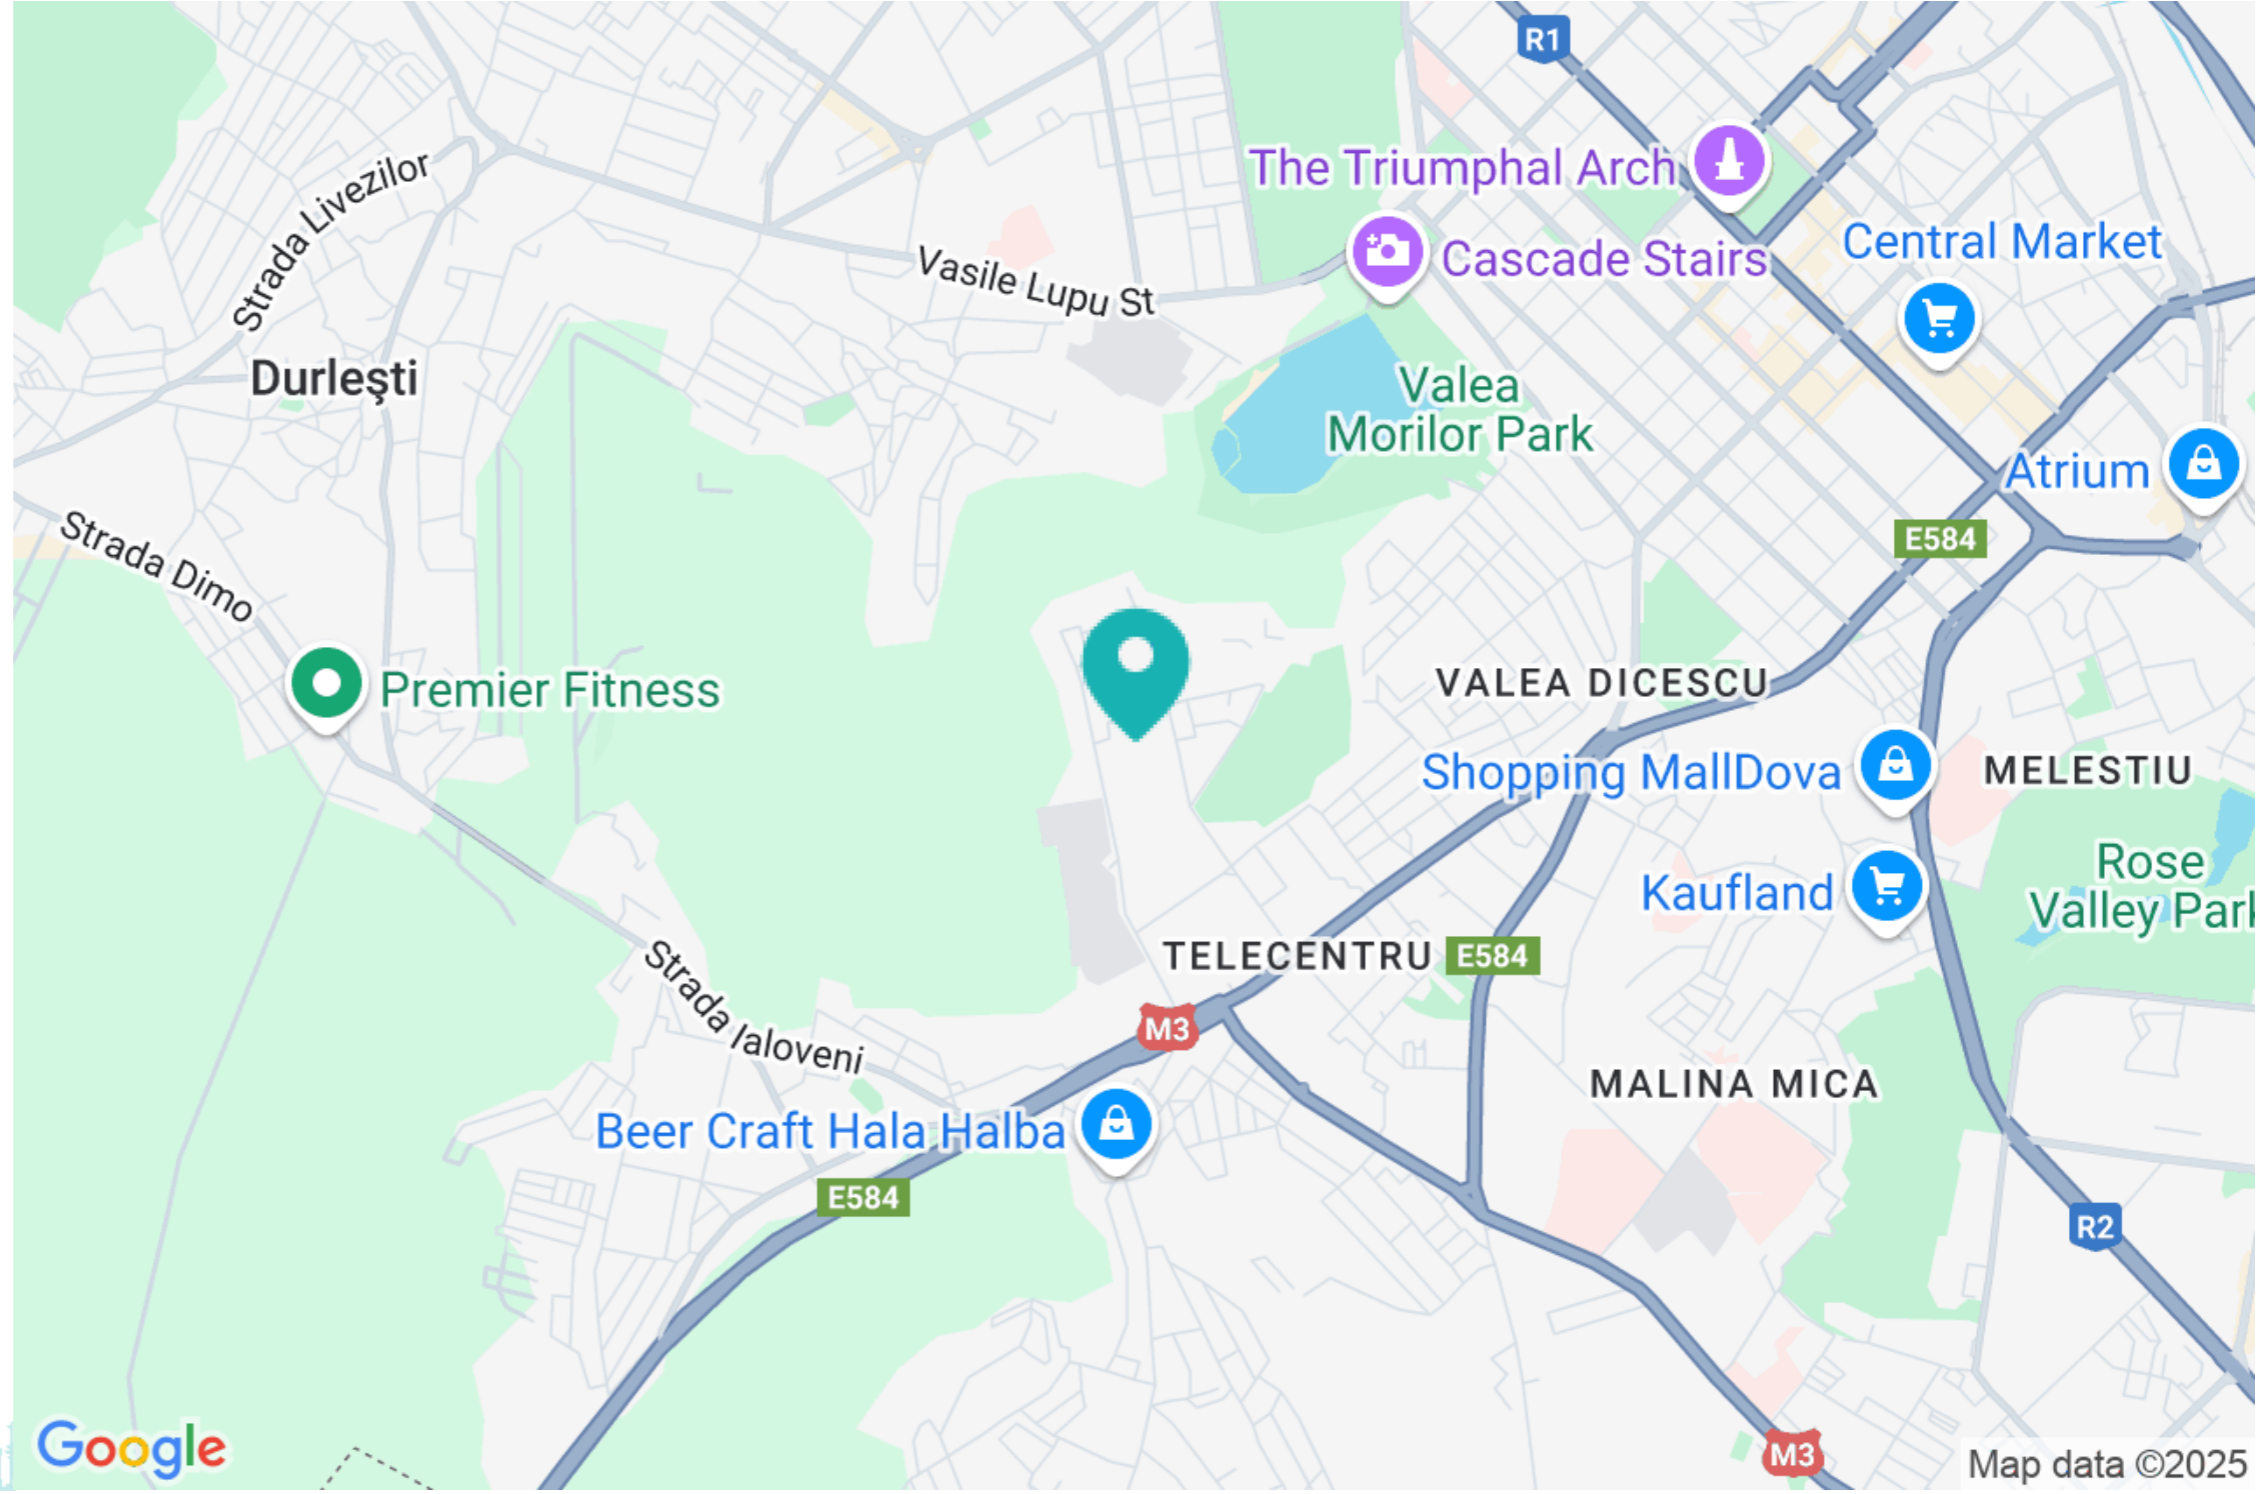 R1
The Triumphal Arch
Strada Livezilor
Central Market
Cascade Stairs
Vasile Lupu St
Durleşti
Valea
Morilor Park
Atrium
E584
Strada Dimo
Premier Fitness
VALEA DICESCU
Shopping MallDova
MELESTIU
Rose
Valley Park
Kaufland
TELECENTRU
E584
Strada Ialoveni
M3
MALINA MICA
Beer Craft Hala Halba
E584
R2
Google
M3
Map data ©2025